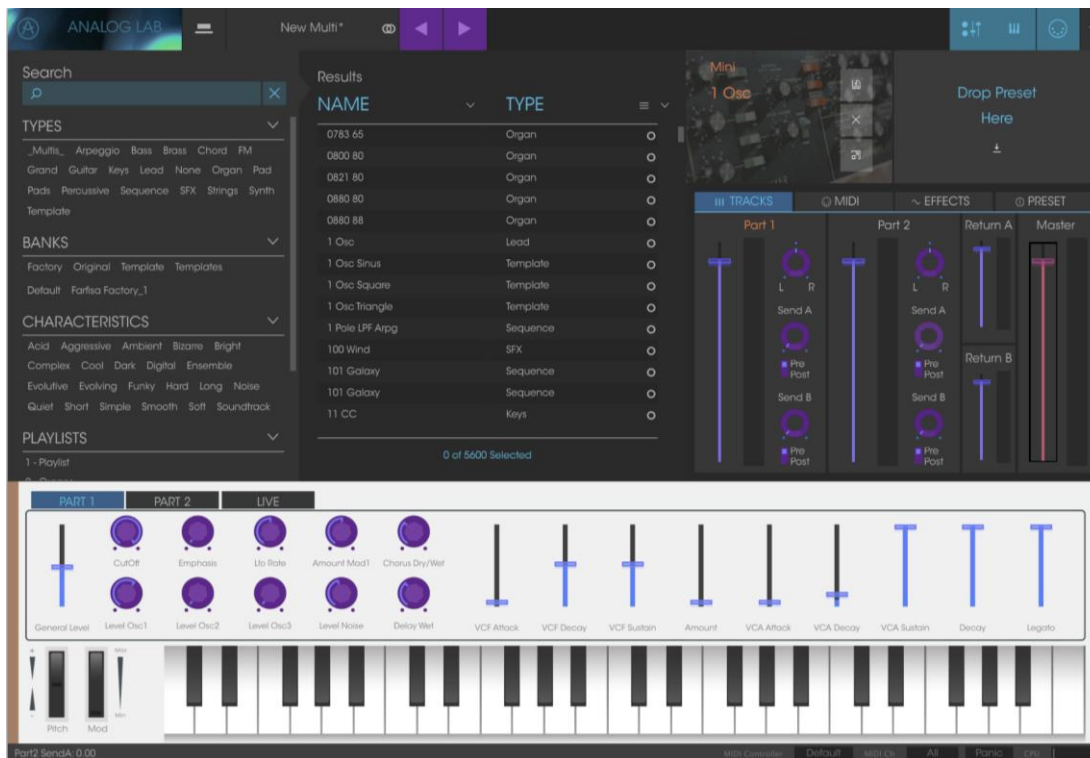 ANALOG LAB
New Multi*
Search
TYPES
_Multis_ Arpeggio Bass Brass Chord FM
Grand Guitar Keys Lead None Organ Pad
Pads Percussive Sequence SFX Strings Synth
Template
BANKS
Factory Original Template Templates
Default Farfisa Factory_1
CHARACTERISTICS
Acid Aggressive Ambient Bizarre Bright
Complex Cool Dark Digital Ensemble
Evolutive Evolving Funky Hard Long Noise
Quiet Short Simple Smooth Soft Soundtrack
PLAYLISTS
1 - Playlist
Results
NAME TYPE
0783 65 Organ
0800 80 Organ
0821 80 Organ
0880 80 Organ
0880 88 Organ
1 Osc Lead
1 Osc Sinus Template
1 Osc Square Template
1 Osc Triangle Template
1 Pole LPF Arpg Sequence
100 Wind SFX
101 Galaxy Sequence
101 Galaxy Sequence
11 CC Keys
0 of 5600 Selected
Mini
1 Osc
Drop Preset
Here
TRACKS MIDI EFFECTS PRESET
Part 1 Part 2 Return A Master
L R L R
Send A Send A
Pre Pre
Post Post
Return B
Send B Send B
Pre Pre
Post Post
PART 1 PART 2 LIVE
CutOff Emphasis Lfo Rate Amount Mod1 Chorus Dry/Wet
General Level Level Osc1 Level Osc2 Level Osc3 Level Noise Delay Wet VCF Attack VCF Decay VCF Sustain Amount VCA Attack VCA Decay VCA Sustain Decay Legato
+ Max
- Min
Pitch Mod
Part2 SendA: 0.00 MIDI Controller Default MIDI Ch All Panic CPU